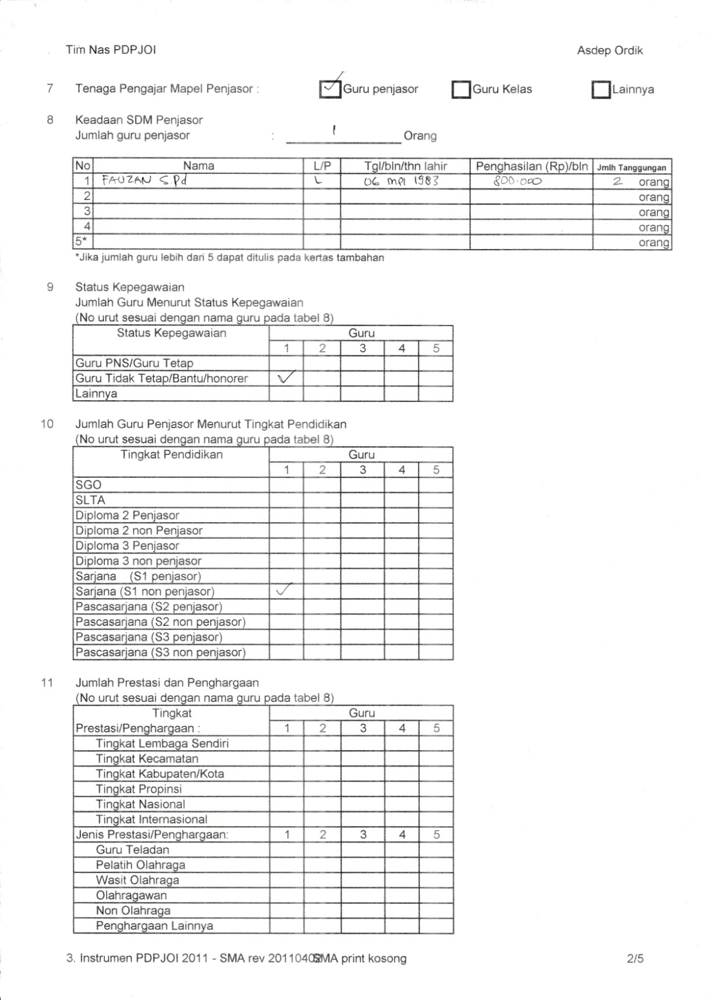 Tim Nas PDPJOI Asdep Ordik
7 Tenaga Pengajar Mapel Penjasor : ✓ Guru penjasor Guru Kelas Lainnya
8 Keadaan SDM Penjasor
Jumlah guru penjasor : 1 Orang
No Nama L/P Tgl/bln/thn lahir Penghasilan (Rp)/bln Jmlh Tanggungan
1 FAUZAN S.Pd L 06 MEI 1983 800.000 2 orang
2 orang
3 orang
4 orang
5* orang
*Jika jumlah guru lebih dari 5 dapat ditulis pada kertas tambahan
9 Status Kepegawaian
Jumlah Guru Menurut Status Kepegawaian
(No urut sesuai dengan nama guru pada tabel 8)
Status Kepegawaian Guru
1 2 3 4 5
Guru PNS/Guru Tetap
Guru Tidak Tetap/Bantu/honorer ✓
Lainnya
10 Jumlah Guru Penjasor Menurut Tingkat Pendidikan
(No urut sesuai dengan nama guru pada tabel 8)
Tingkat Pendidikan Guru
1 2 3 4 5
SGO
SLTA
Diploma 2 Penjasor
Diploma 2 non Penjasor
Diploma 3 Penjasor
Diploma 3 non penjasor
Sarjana (S1 penjasor)
Sarjana (S1 non penjasor) ✓
Pascasarjana (S2 penjasor)
Pascasarjana (S2 non penjasor)
Pascasarjana (S3 penjasor)
Pascasarjana (S3 non penjasor)
11 Jumlah Prestasi dan Penghargaan
(No urut sesuai dengan nama guru pada tabel 8)
Tingkat Guru
Prestasi/Penghargaan : 1 2 3 4 5
Tingkat Lembaga Sendiri
Tingkat Kecamatan
Tingkat Kabupaten/Kota
Tingkat Propinsi
Tingkat Nasional
Tingkat Internasional
Jenis Prestasi/Penghargaan: 1 2 3 4 5
Guru Teladan
Pelatih Olahraga
Wasit Olahraga
Olahragawan
Non Olahraga
Penghargaan Lainnya
3. Instrumen PDPJOI 2011 - SMA rev 20110402 SMA print kosong 2/5